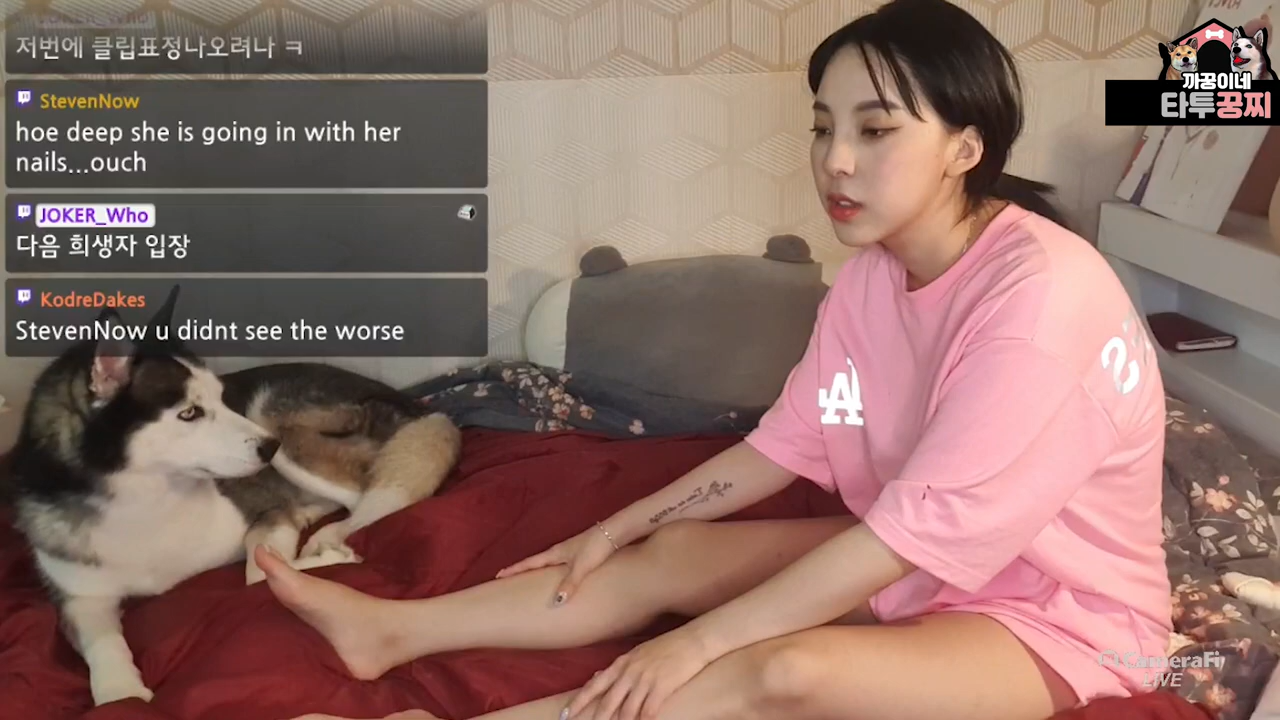 JOKER_Who
저번에 클립표정나오려나 ㅋ
StevenNow
hoe deep she is going in with her
nails...ouch
JOKER_Who
다음 희생자 입장
KodreDakes
StevenNow u didnt see the worse
까꿍이네
타투꿍찌
LA
CameraFi
LIVE